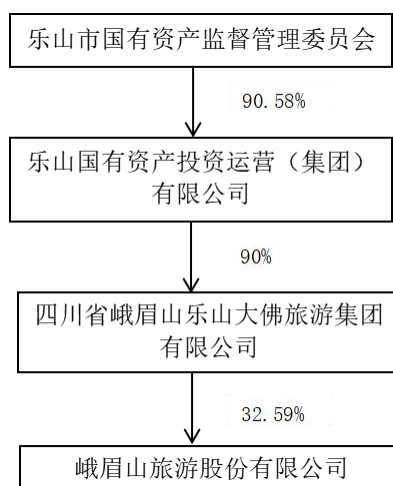 乐山市国有资产监督管理委员会
90.58%
乐山国有资产投资运营（集团）
有限公司
90%
四川省峨眉山乐山大佛旅游集团
有限公司
32.59%
峨眉山旅游股份有限公司